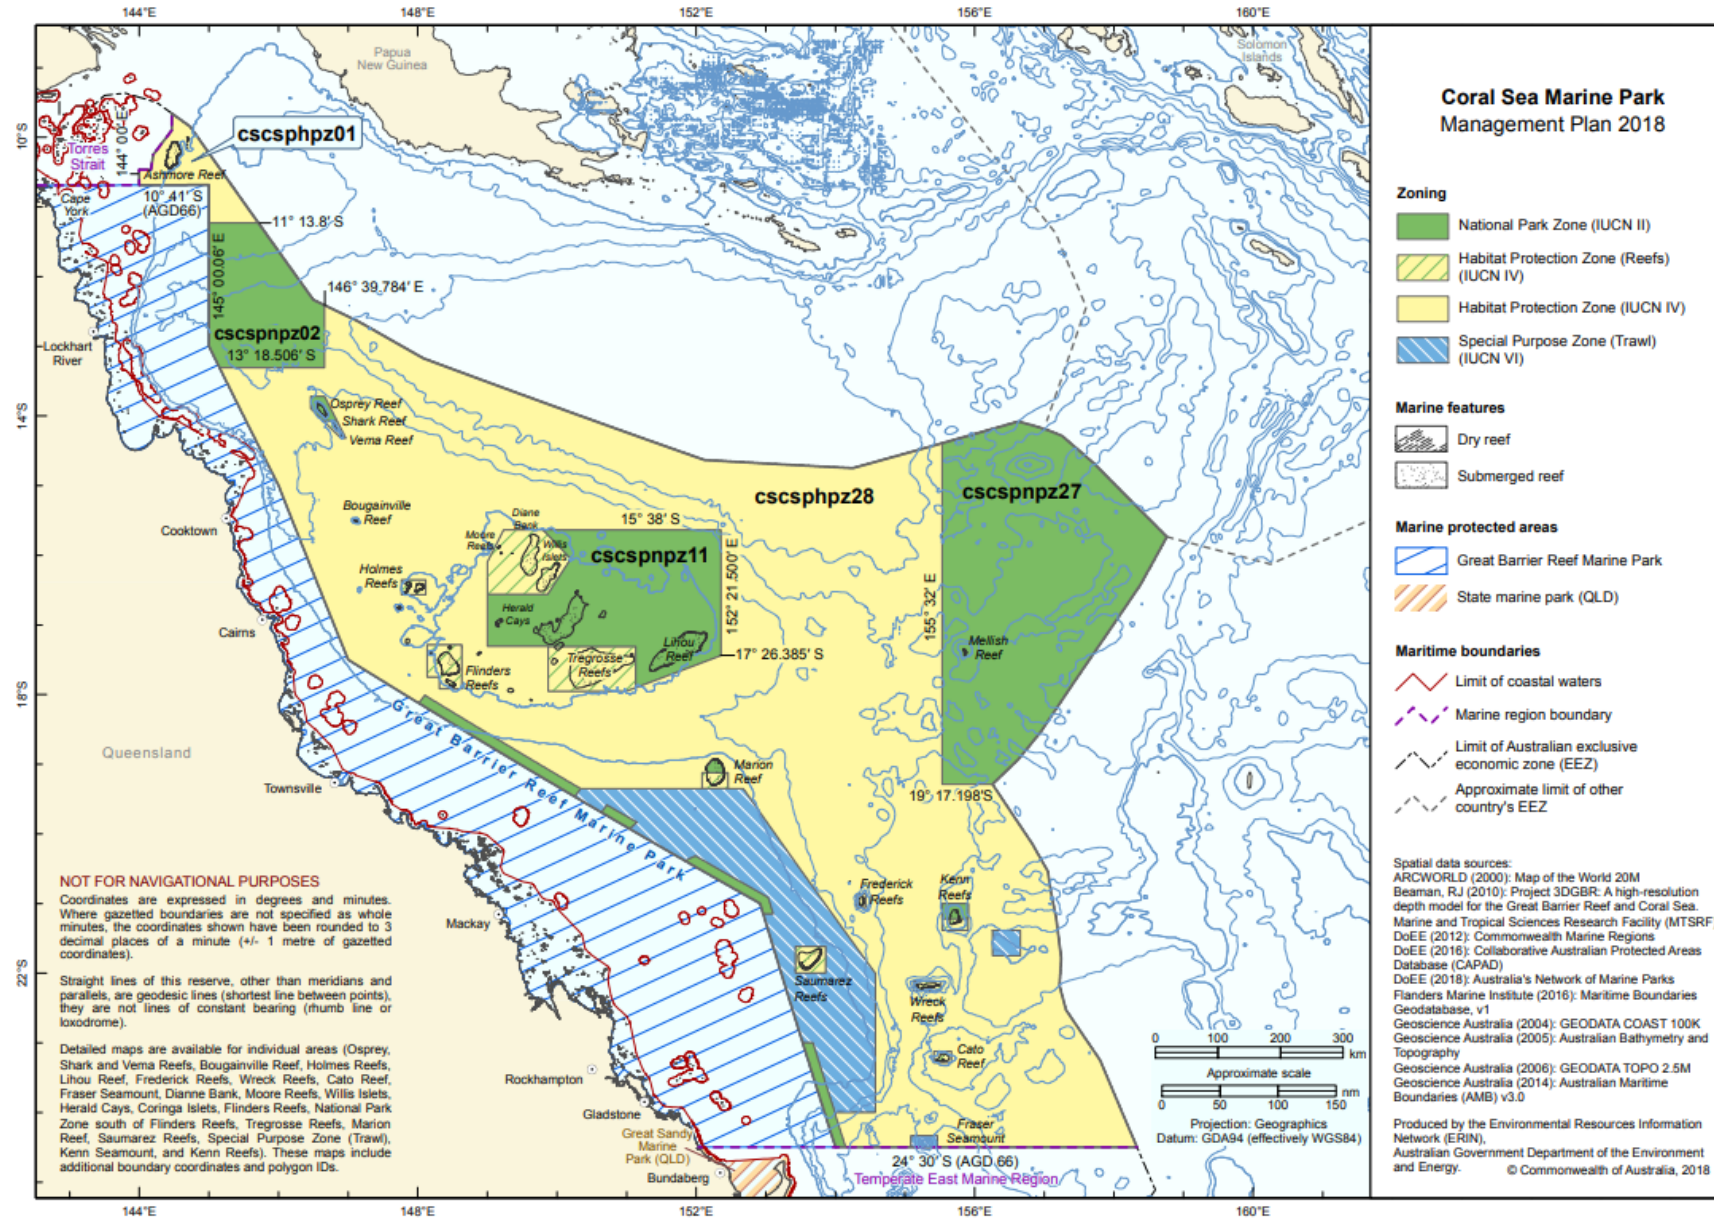 144°E
148°E
152°E
156°E
160°E
Papua
New Guinea
Solomon
Islands
10°S
14°S
18°S
22°S
cscsphpz01
144° 00' E
Torres
Strait
Ashmore Reef
Cape
York
10° 41' S
(AGD66)
11° 13.8' S
145° 00.06' E
146° 39.784' E
cscspnpz02
13° 18.506' S
Lockhart
River
Osprey Reef
Shark Reef
Vema Reef
cscsphpz28
cscspnpz27
Bougainville
Reef
Diane
Bank
15° 38' S
Moore
Reefs
Willis
Islets
cscspnpz11
Cooktown
Holmes
Reefs
152° 21.500' E
155° 32' E
Herald
Cays
Cairns
Lihou
Reef
Mellish
Reef
17° 26.385' S
Tregrosse
Reefs
Flinders
Reefs
Great Barrier Reef Marine Park
Queensland
Marion
Reef
Townsville
19° 17.198'S
Frederick
Reefs
Kenn
Reefs
Mackay
Saumarez
Reefs
Wreck
Reefs
Cato
Reef
Rockhampton
Gladstone
Fraser
Seamount
Great Sandy
Marine
Park (QLD)
24° 30' S (AGD 66)
Bundaberg
Temperate East Marine Region
NOT FOR NAVIGATIONAL PURPOSES
Coordinates are expressed in degrees and minutes.
Where gazetted boundaries are not specified as whole
minutes, the coordinates shown have been rounded to 3
decimal places of a minute (+/- 1 metre of gazetted
coordinates).
Straight lines of this reserve, other than meridians and
parallels, are geodesic lines (shortest line between points),
they are not lines of constant bearing (rhumb line or
loxodrome).
Detailed maps are available for individual areas (Osprey,
Shark and Vema Reefs, Bougainville Reef, Holmes Reefs,
Lihou Reef, Frederick Reefs, Wreck Reefs, Cato Reef,
Fraser Seamount, Dianne Bank, Moore Reefs, Willis Islets,
Herald Cays, Coringa Islets, Flinders Reefs, National Park
Zone south of Flinders Reefs, Tregrosse Reefs, Marion
Reef, Saumarez Reefs, Special Purpose Zone (Trawl),
Kenn Seamount, and Kenn Reefs). These maps include
additional boundary coordinates and polygon IDs.
0 100 200 300
km
Approximate scale
nm
0 50 100 150
Projection: Geographics
Datum: GDA94 (effectively WGS84)
144°E
148°E
152°E
156°E
160°E
Coral Sea Marine Park
Management Plan 2018
Zoning
National Park Zone (IUCN II)
Habitat Protection Zone (Reefs)
(IUCN IV)
Habitat Protection Zone (IUCN IV)
Special Purpose Zone (Trawl)
(IUCN VI)
Marine features
Dry reef
Submerged reef
Marine protected areas
Great Barrier Reef Marine Park
State marine park (QLD)
Maritime boundaries
Limit of coastal waters
Marine region boundary
Limit of Australian exclusive
economic zone (EEZ)
Approximate limit of other
country's EEZ
Spatial data sources:
ARCWORLD (2000): Map of the World 20M
Beaman, RJ (2010): Project 3DGBR: A high-resolution
depth model for the Great Barrier Reef and Coral Sea.
Marine and Tropical Sciences Research Facility (MTSRF)
DoEE (2012): Commonwealth Marine Regions
DoEE (2016): Collaborative Australian Protected Areas
Database (CAPAD)
DoEE (2018): Australia's Network of Marine Parks
Flanders Marine Institute (2016): Maritime Boundaries
Geodatabase, v1
Geoscience Australia (2004): GEODATA COAST 100K
Geoscience Australia (2005): Australian Bathymetry and
Topography
Geoscience Australia (2006): GEODATA TOPO 2.5M
Geoscience Australia (2014): Australian Maritime
Boundaries (AMB) v3.0
Produced by the Environmental Resources Information
Network (ERIN),
Australian Government Department of the Environment
and Energy.
© Commonwealth of Australia, 2018